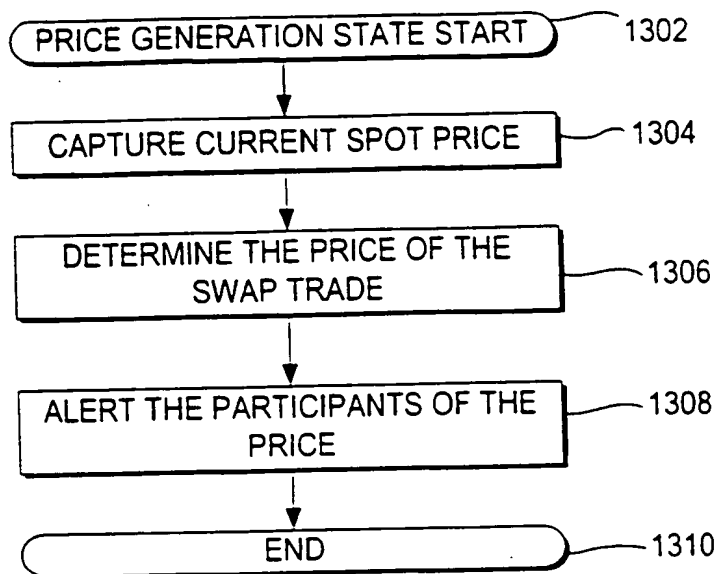 PRICE GENERATION STATE START
1302
CAPTURE CURRENT SPOT PRICE
1304
DETERMINE THE PRICE OF THE
SWAP TRADE
1306
ALERT THE PARTICIPANTS OF THE
PRICE
1308
END
1310